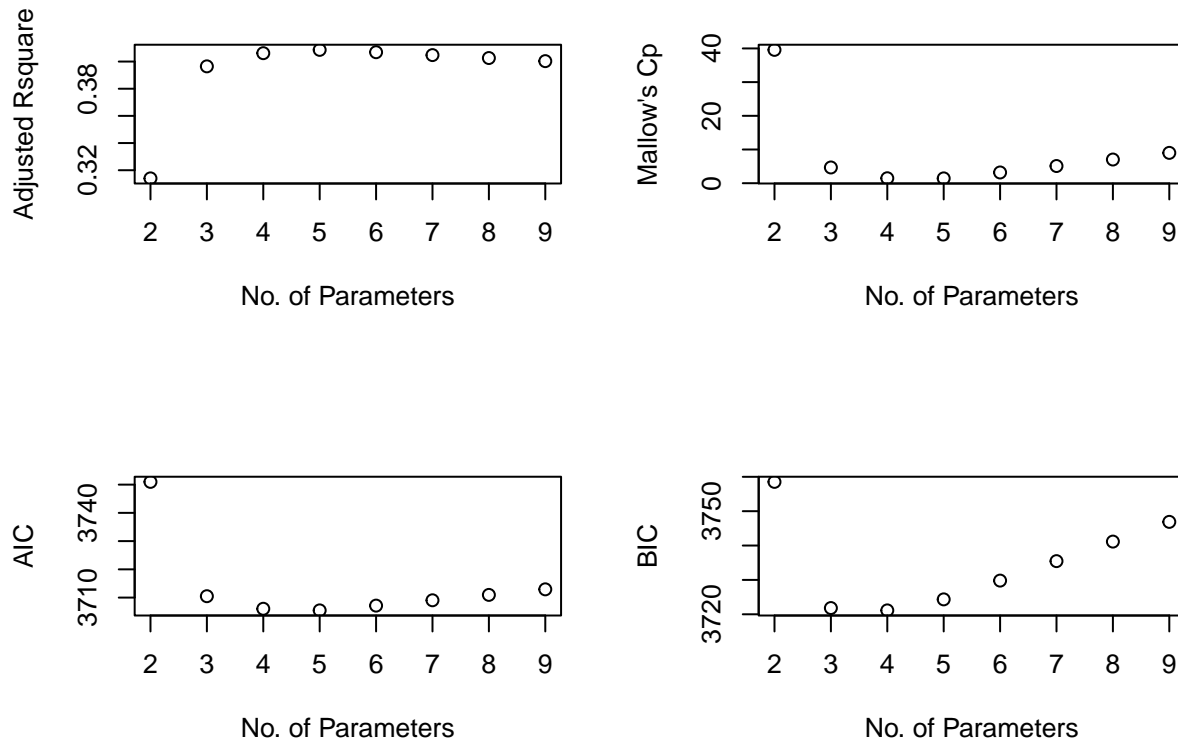 Adjusted Rsquare
0.38
0.32
2 3 4 5 6 7 8 9
No. of Parameters
Mallow's Cp
40
20
0
2 3 4 5 6 7 8 9
No. of Parameters
AIC
3740
3710
2 3 4 5 6 7 8 9
No. of Parameters
BIC
3750
3720
2 3 4 5 6 7 8 9
No. of Parameters